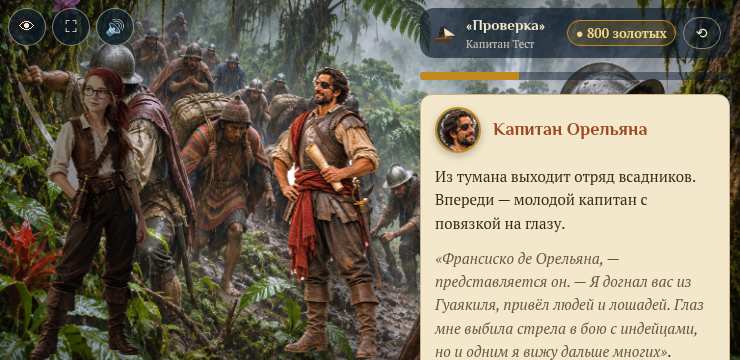 «Проверка»
Капитан Тест
800 золотых
Капитан Орельяна
Из тумана выходит отряд всадников.
Впереди — молодой капитан с
повязкой на глазу.
«Франсиско де Орельяна, —
представляется он. — Я догнал вас из
Гуаякиля, привёл людей и лошадей. Глаз
мне выбила стрела в бою с индейцами,
но и одним я вижу дальше многих».